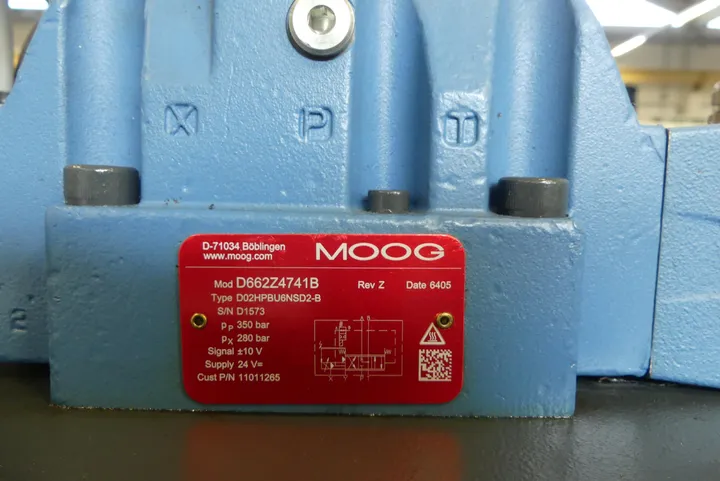 X P T
D-71034 Böblingen
www.moog.com
MOOG
Mod D662Z4741B Rev Z Date 6405
Type D02HPBU6NSD2-B
S/N D1573
pP 350 bar
pX 280 bar
Signal ±10 V
Supply 24 V=
Cust P/N 11011265